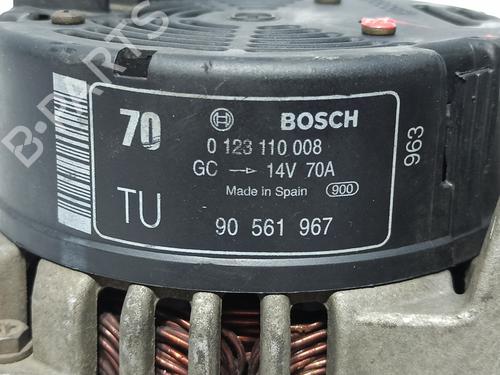 70 BOSCH
0 123 110 008
GC 14V 70A
Made in Spain 900
TU 90 561 967
963
B-PARTS